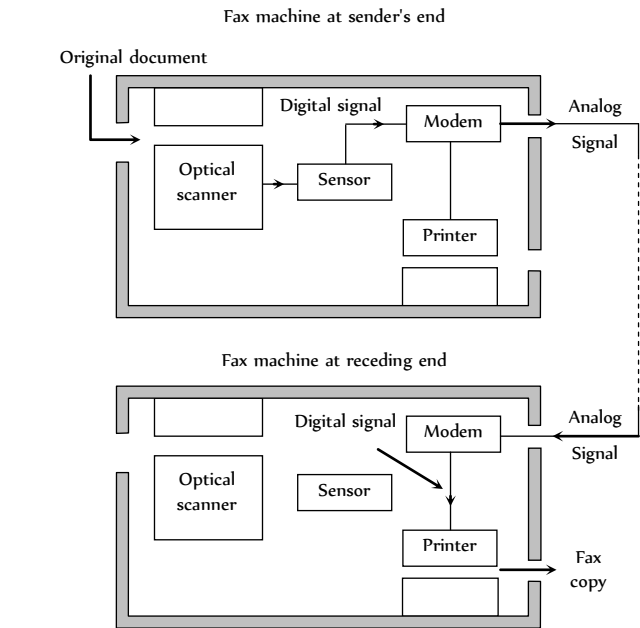 Fax machine at sender's end
Original document
Digital signal
Modem
Analog
Signal
Optical
scanner
Sensor
Printer
Fax machine at receding end
Digital signal
Modem
Analog
Signal
Optical
scanner
Sensor
Printer
Fax
copy